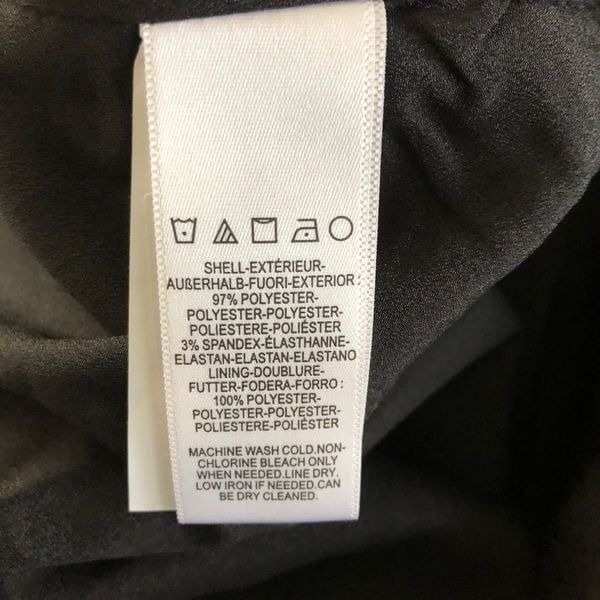 SHELL-EXTÉRIEUR-
AUßERHALB-FUORI-EXTERIOR :
97% POLYESTER-
POLYESTER-POLYESTER-
POLIESTERE-POLIÉSTER
3% SPANDEX-ÉLASTHANNE-
ELASTAN-ELASTAN-ELASTANO
LINING-DOUBLURE-
FUTTER-FODERA-FORRO :
100% POLYESTER-
POLYESTER-POLYESTER-
POLIESTERE-POLIÉSTER
MACHINE WASH COLD.NON-
CHLORINE BLEACH ONLY
WHEN NEEDED.LINE DRY.
LOW IRON IF NEEDED.CAN
BE DRY CLEANED.